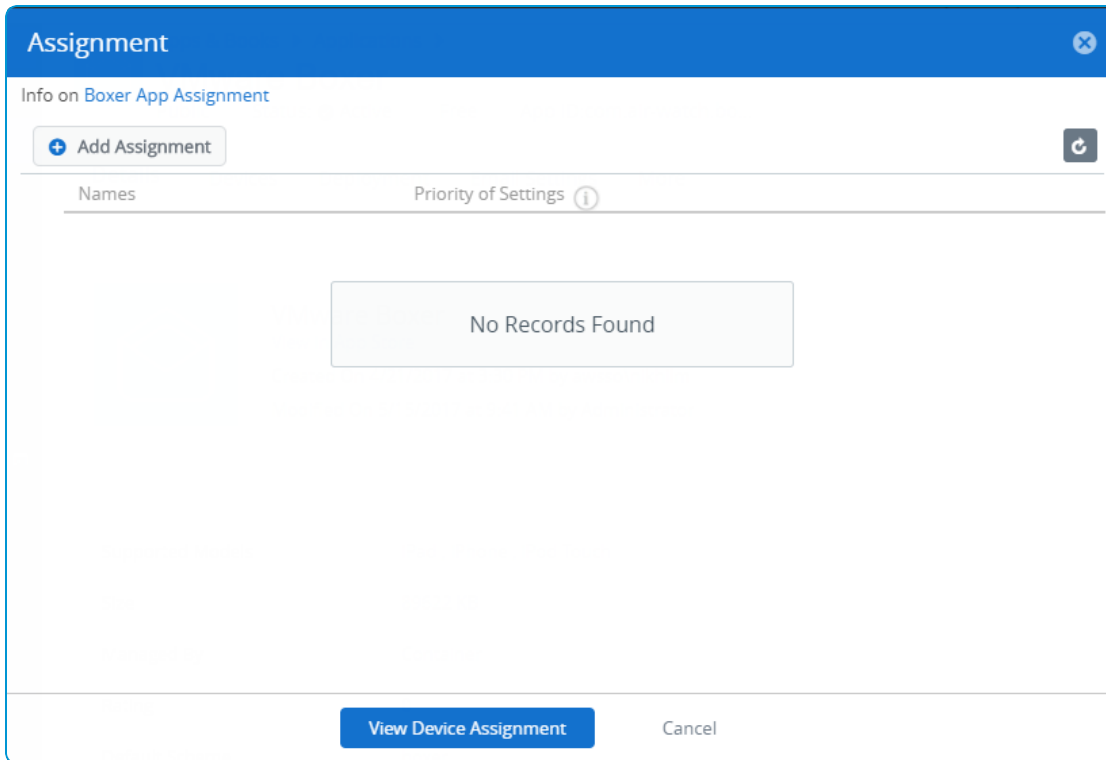 Assignment
Info on Boxer App Assignment
Add Assignment
Names Priority of Settings
No Records Found
View Device Assignment Cancel